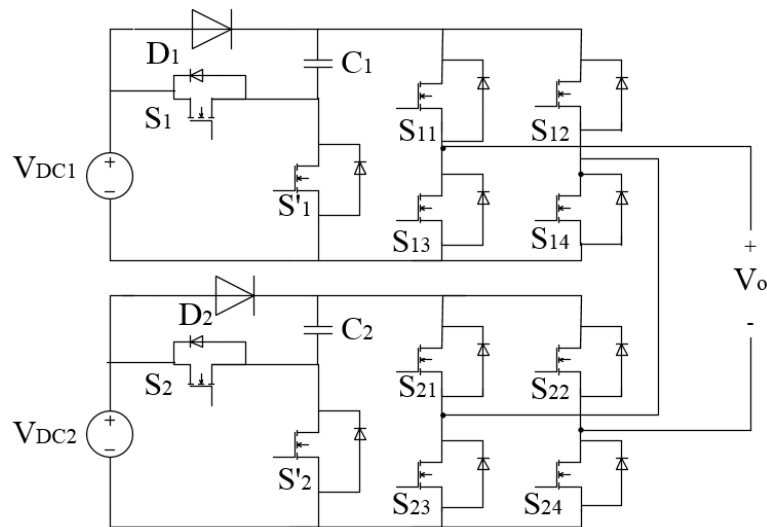 D1
C1
S1
S11
S12
VDC1
+
−
S'1
S13
S14
+
Vo
-
D2
C2
S2
S21
S22
VDC2
+
−
S'2
S23
S24